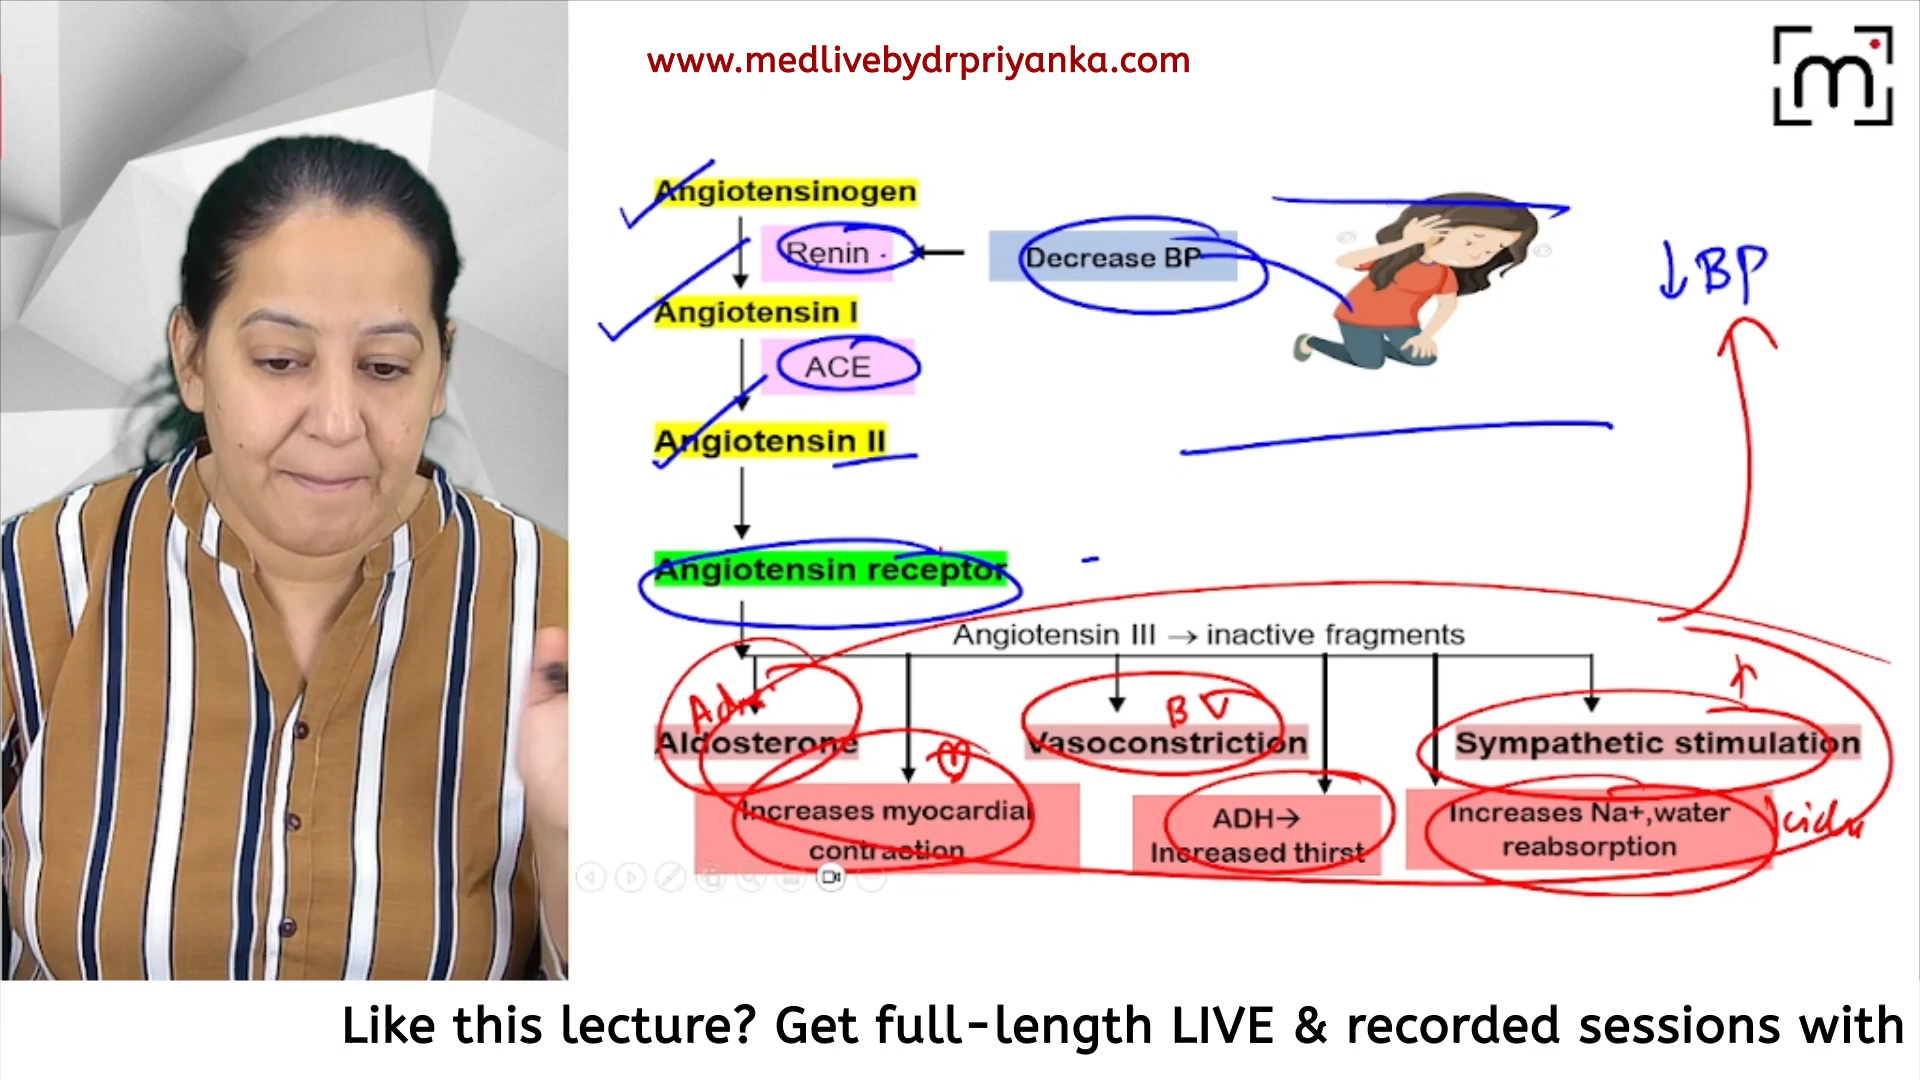 www.medlivebydrpriyanka.com
m
Angiotensinogen
Renin
Decrease BP
↓BP
Angiotensin I
ACE
Angiotensin II
Angiotensin receptor
Angiotensin III → inactive fragments
BV
Aldosterone
Vasoconstriction
Sympathetic stimulation
Increases myocardial
contraction
ADH→
Increased thirst
Increases Na+,water
reabsorption
Like this lecture? Get full-length LIVE & recorded sessions with